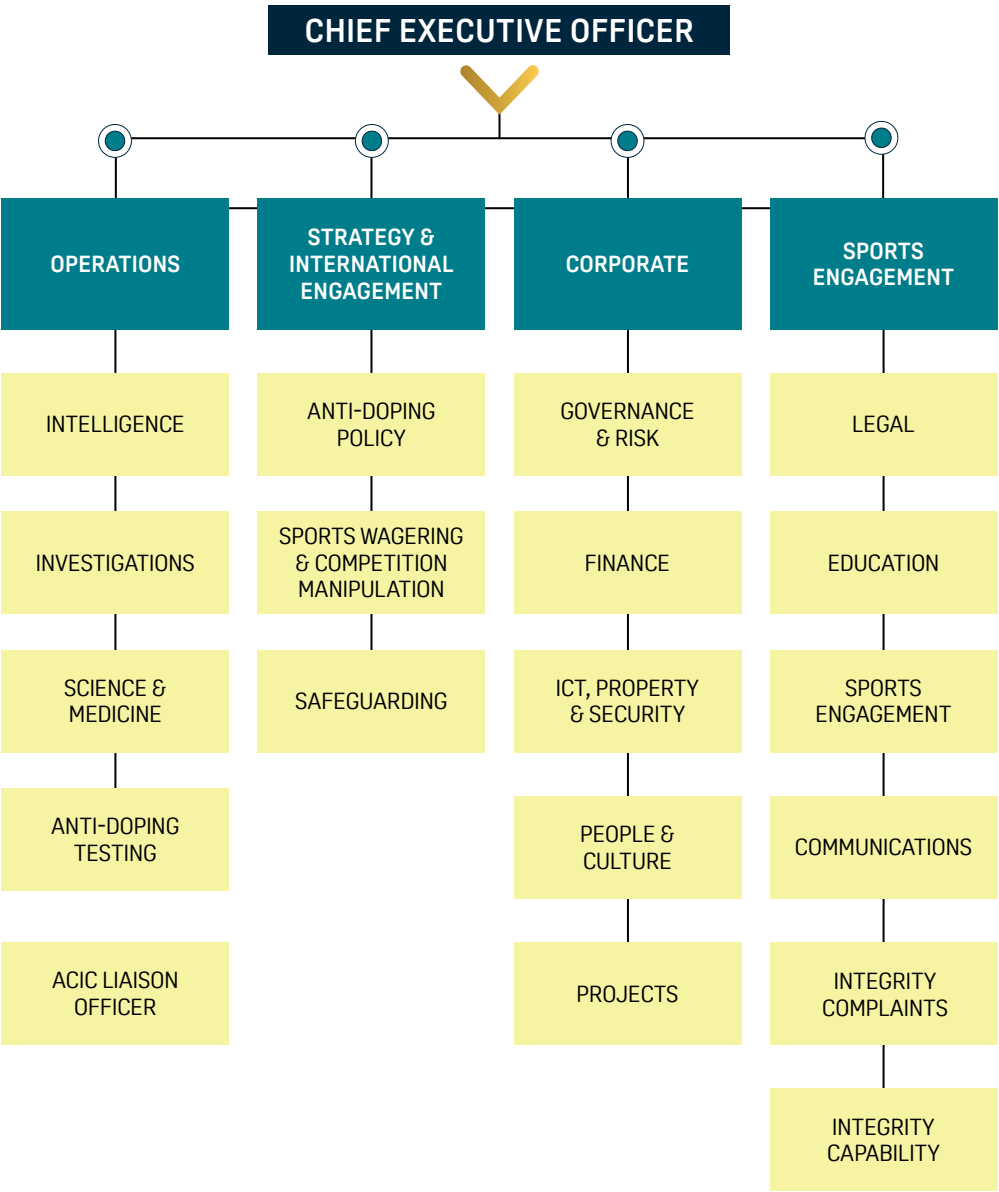 CHIEF EXECUTIVE OFFICER
OPERATIONS
INTELLIGENCE
INVESTIGATIONS
SCIENCE &
MEDICINE
ANTI-DOPING
TESTING
ACIC LIAISON
OFFICER
STRATEGY &
INTERNATIONAL
ENGAGEMENT
ANTI-DOPING
POLICY
SPORTS WAGERING
& COMPETITION
MANIPULATION
SAFEGUARDING
CORPORATE
GOVERNANCE
& RISK
FINANCE
ICT, PROPERTY
& SECURITY
PEOPLE &
CULTURE
PROJECTS
SPORTS
ENGAGEMENT
LEGAL
EDUCATION
SPORTS
ENGAGEMENT
COMMUNICATIONS
INTEGRITY
COMPLAINTS
INTEGRITY
CAPABILITY